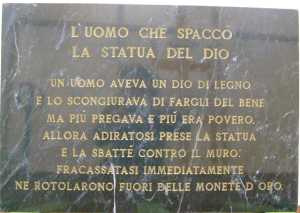 L'UOMO CHE SPACCÒ
LA STATUA DEL DIO
UN UOMO AVEVA UN DIO DI LEGNO
E LO SCONGIURAVA DI FARGLI DEL BENE
MA PIÚ PREGAVA E PIÚ ERA POVERO.
ALLORA ADIRATOSI PRESE LA STATUA
E LA SBATTÉ CONTRO IL MURO:
FRACASSATASI IMMEDIATAMENTE
NE ROTOLARONO FUORI DELLE MONETE D'ORO.